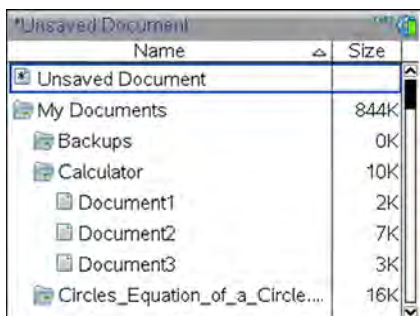 *Unsaved Document
Name Size
Unsaved Document
My Documents 844K
Backups 0K
Calculator 10K
Document1 2K
Document2 7K
Document3 3K
Circles_Equation_of_a_Circle.... 16K